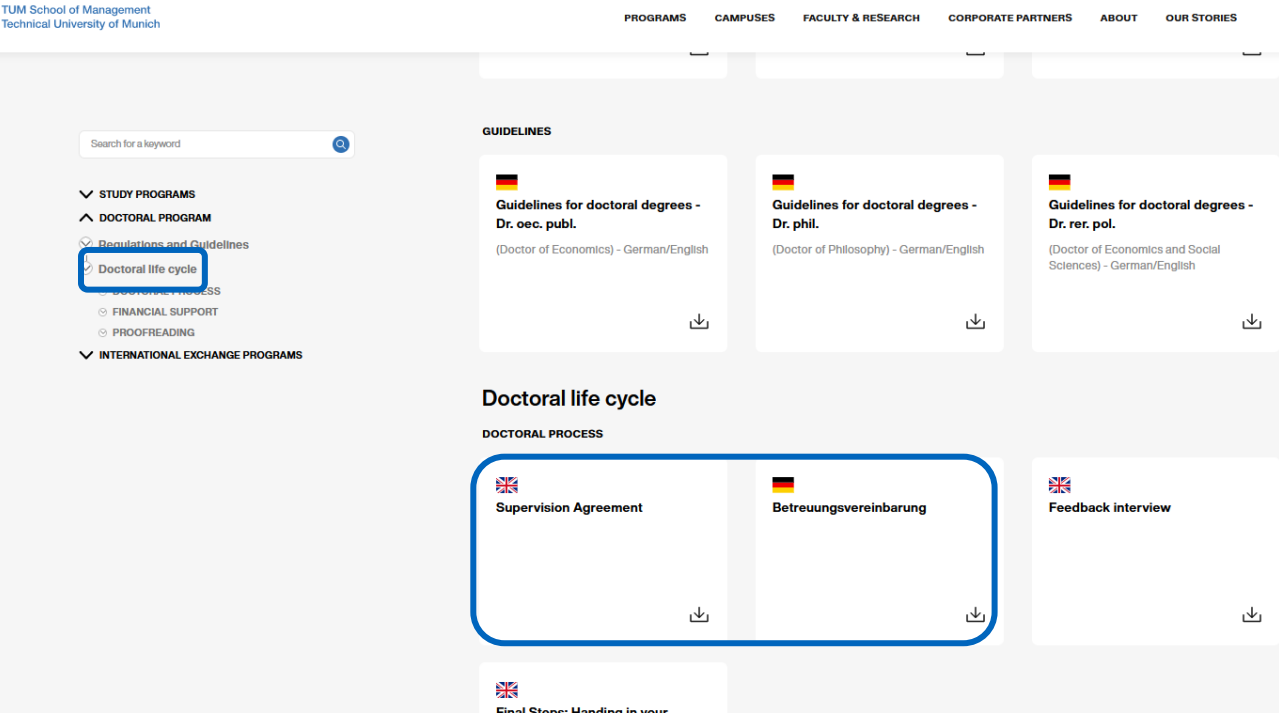 TUM School of Management
Technical University of Munich
PROGRAMS
CAMPUSES
FACULTY & RESEARCH
CORPORATE PARTNERS
ABOUT
OUR STORIES
Search for a keyword
STUDY PROGRAMS
DOCTORAL PROGRAM
Regulations and Guidelines
Doctoral life cycle
DOCTORAL PROCESS
FINANCIAL SUPPORT
PROOFREADING
INTERNATIONAL EXCHANGE PROGRAMS
GUIDELINES
Guidelines for doctoral degrees -
Dr. oec. publ.
(Doctor of Economics) - German/English
Guidelines for doctoral degrees -
Dr. phil.
(Doctor of Philosophy) - German/English
Guidelines for doctoral degrees -
Dr. rer. pol.
(Doctor of Economics and Social
Sciences) - German/English
Doctoral life cycle
DOCTORAL PROCESS
Supervision Agreement
Betreuungsvereinbarung
Feedback interview
Final Steps: Handing in your